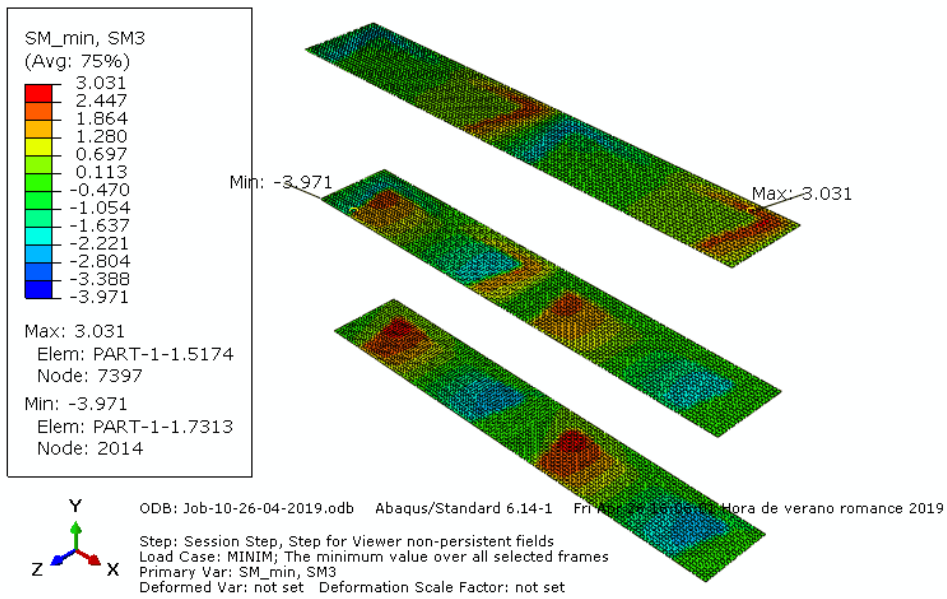 SM_min, SM3
(Avg: 75%)
3.031
2.447
1.864
1.280
0.697
0.113
-0.470
-1.054
-1.637
-2.221
-2.804
-3.388
-3.971
Max: 3.031
Elem: PART-1-1.5174
Node: 7397
Min: -3.971
Elem: PART-1-1.7313
Node: 2014
Min: -3.971
Max: 3.031
Y
Z
X
ODB: Job-10-26-04-2019.odb Abaqus/Standard 6.14-1 Fri Apr 26 Hora de verano romance 2019
Step: Session Step, Step for Viewer non-persistent fields
Load Case: MINIM; The minimum value over all selected frames
Primary Var: SM_min, SM3
Deformed Var: not set Deformation Scale Factor: not set